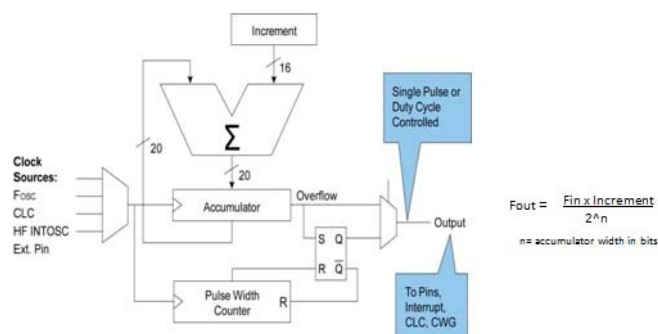 Increment
16
20
Σ
20
Clock
Sources:
Fosc
CLC
HF INTOSC
Ext. Pin
Accumulator
Overflow
S Q
R Q̅
Pulse Width
Counter
R
Single Pulse or
Duty Cycle
Controlled
Output
To Pins,
Interrupt,
CLC, CWG
Fout = Fin x Increment
2^n
n= accumulator width in bits